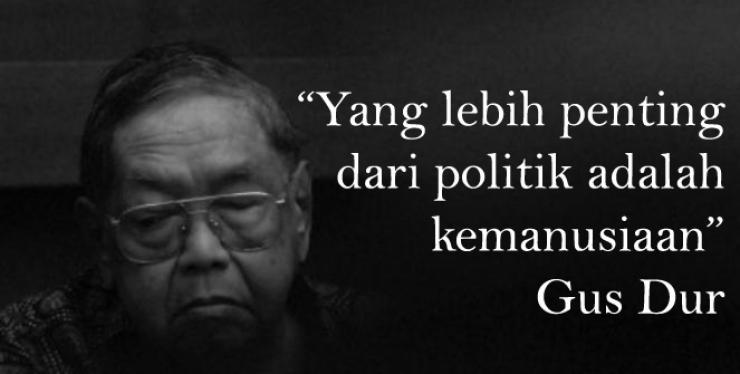 “Yang lebih penting
dari politik adalah
kemanusiaan”
Gus Dur